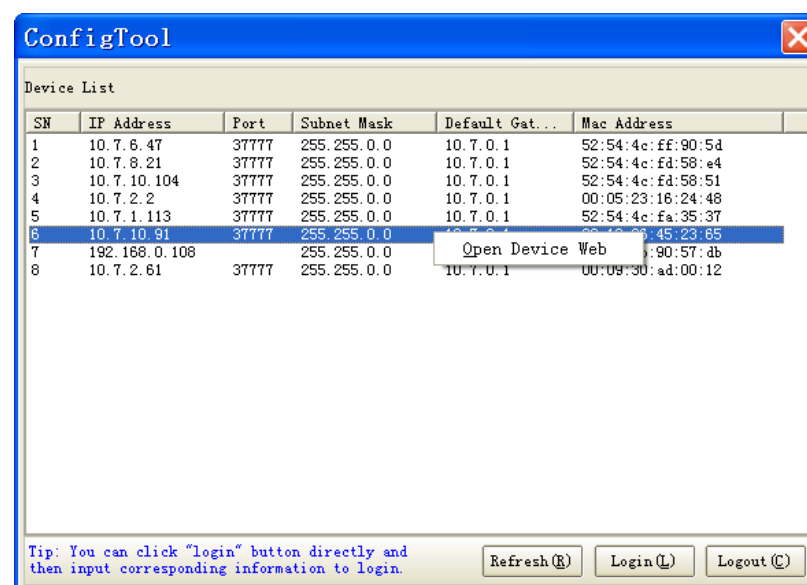 ConfigTool
Device List
SN IP Address Port Subnet Mask Default Gat... Mac Address
1 10.7.6.47 37777 255.255.0.0 10.7.0.1 52:54:4c:ff:90:5d
2 10.7.8.21 37777 255.255.0.0 10.7.0.1 52:54:4c:fd:58:e4
3 10.7.10.104 37777 255.255.0.0 10.7.0.1 52:54:4c:fd:58:51
4 10.7.2.2 37777 255.255.0.0 10.7.0.1 00:05:23:16:24:48
5 10.7.1.113 37777 255.255.0.0 10.7.0.1 52:54:4c:fa:35:37
6 10.7.10.91 37777 255.255.0.0 :45:23:65
Open Device Web
7 192.168.0.108 255.255.0.0 :90:57:db
8 10.7.2.61 37777 255.255.0.0 10.7.0.1 00:09:30:ad:00:12
Tip: You can click "login" button directly and
then input corresponding information to login.
Refresh(R) Login(L) Logout(C)